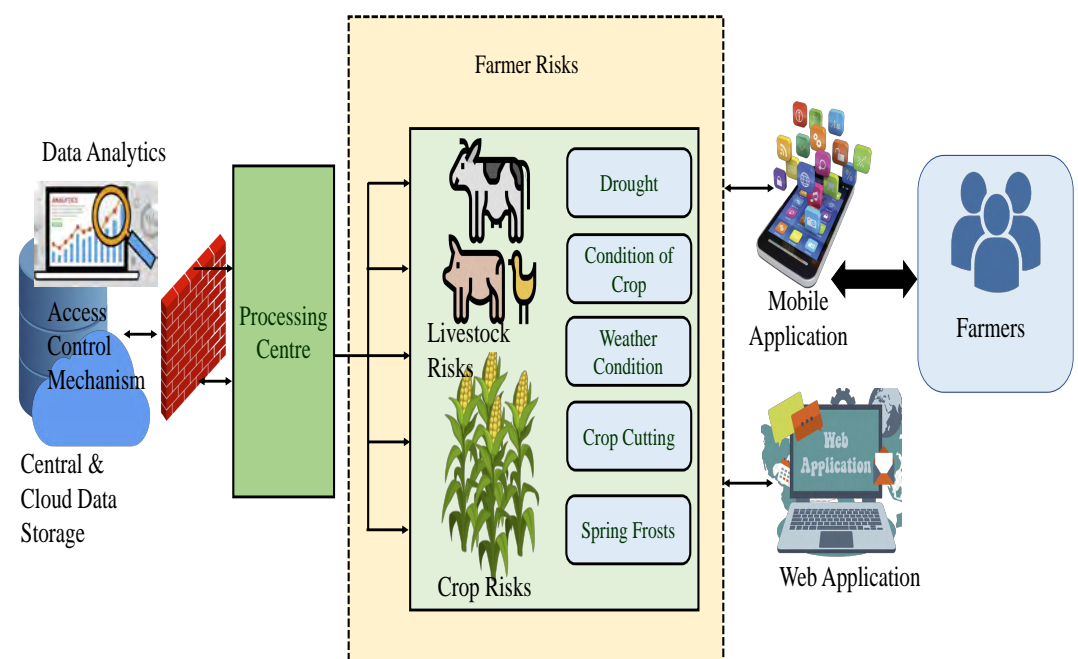 Farmer Risks
Data Analytics
ANALYTICS
Access
Control
Mechanism
Central &
Cloud Data
Storage
Processing
Centre
Livestock
Risks
Crop Risks
Drought
Condition of
Crop
Weather
Condition
Crop Cutting
Spring Frosts
Mobile
Application
Farmers
Web
Application
Web Application